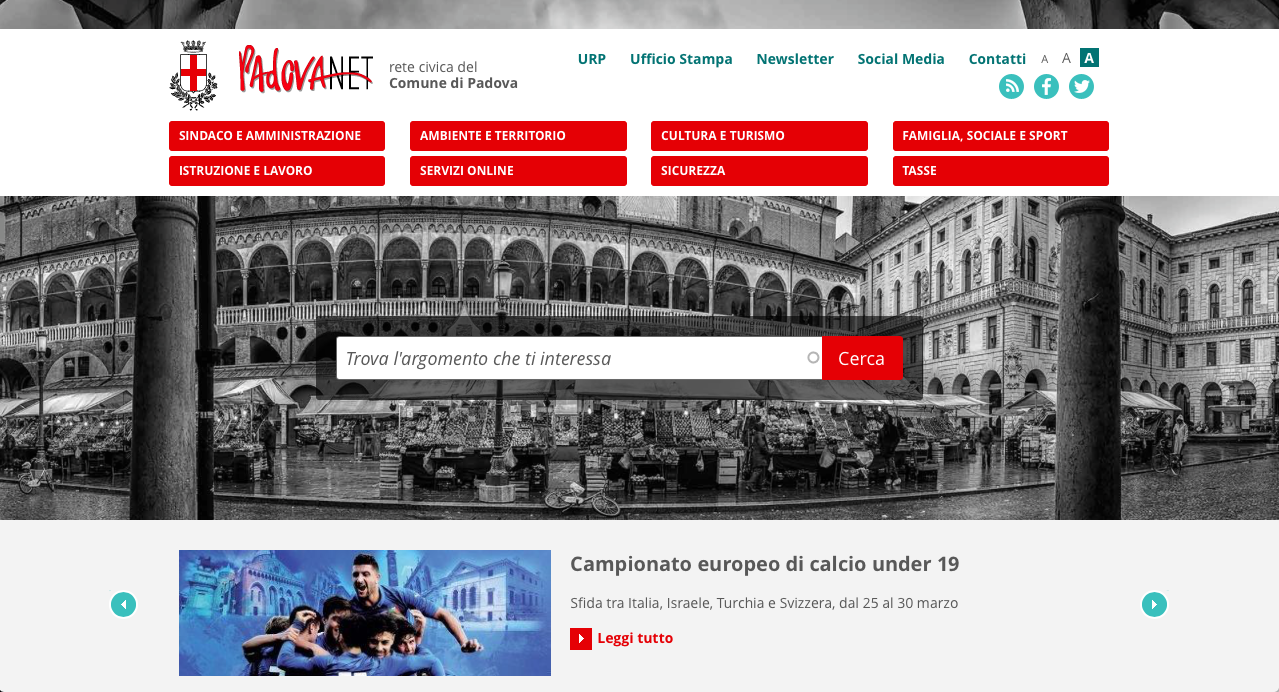 PADOVANET
rete civica del
Comune di Padova
URP Ufficio Stampa Newsletter Social Media Contatti A A A
SINDACO E AMMINISTRAZIONE AMBIENTE E TERRITORIO CULTURA E TURISMO FAMIGLIA, SOCIALE E SPORT
ISTRUZIONE E LAVORO SERVIZI ONLINE SICUREZZA TASSE
Trova l'argomento che ti interessa Cerca
Campionato europeo di calcio under 19
Sfida tra Italia, Israele, Turchia e Svizzera, dal 25 al 30 marzo
Leggi tutto